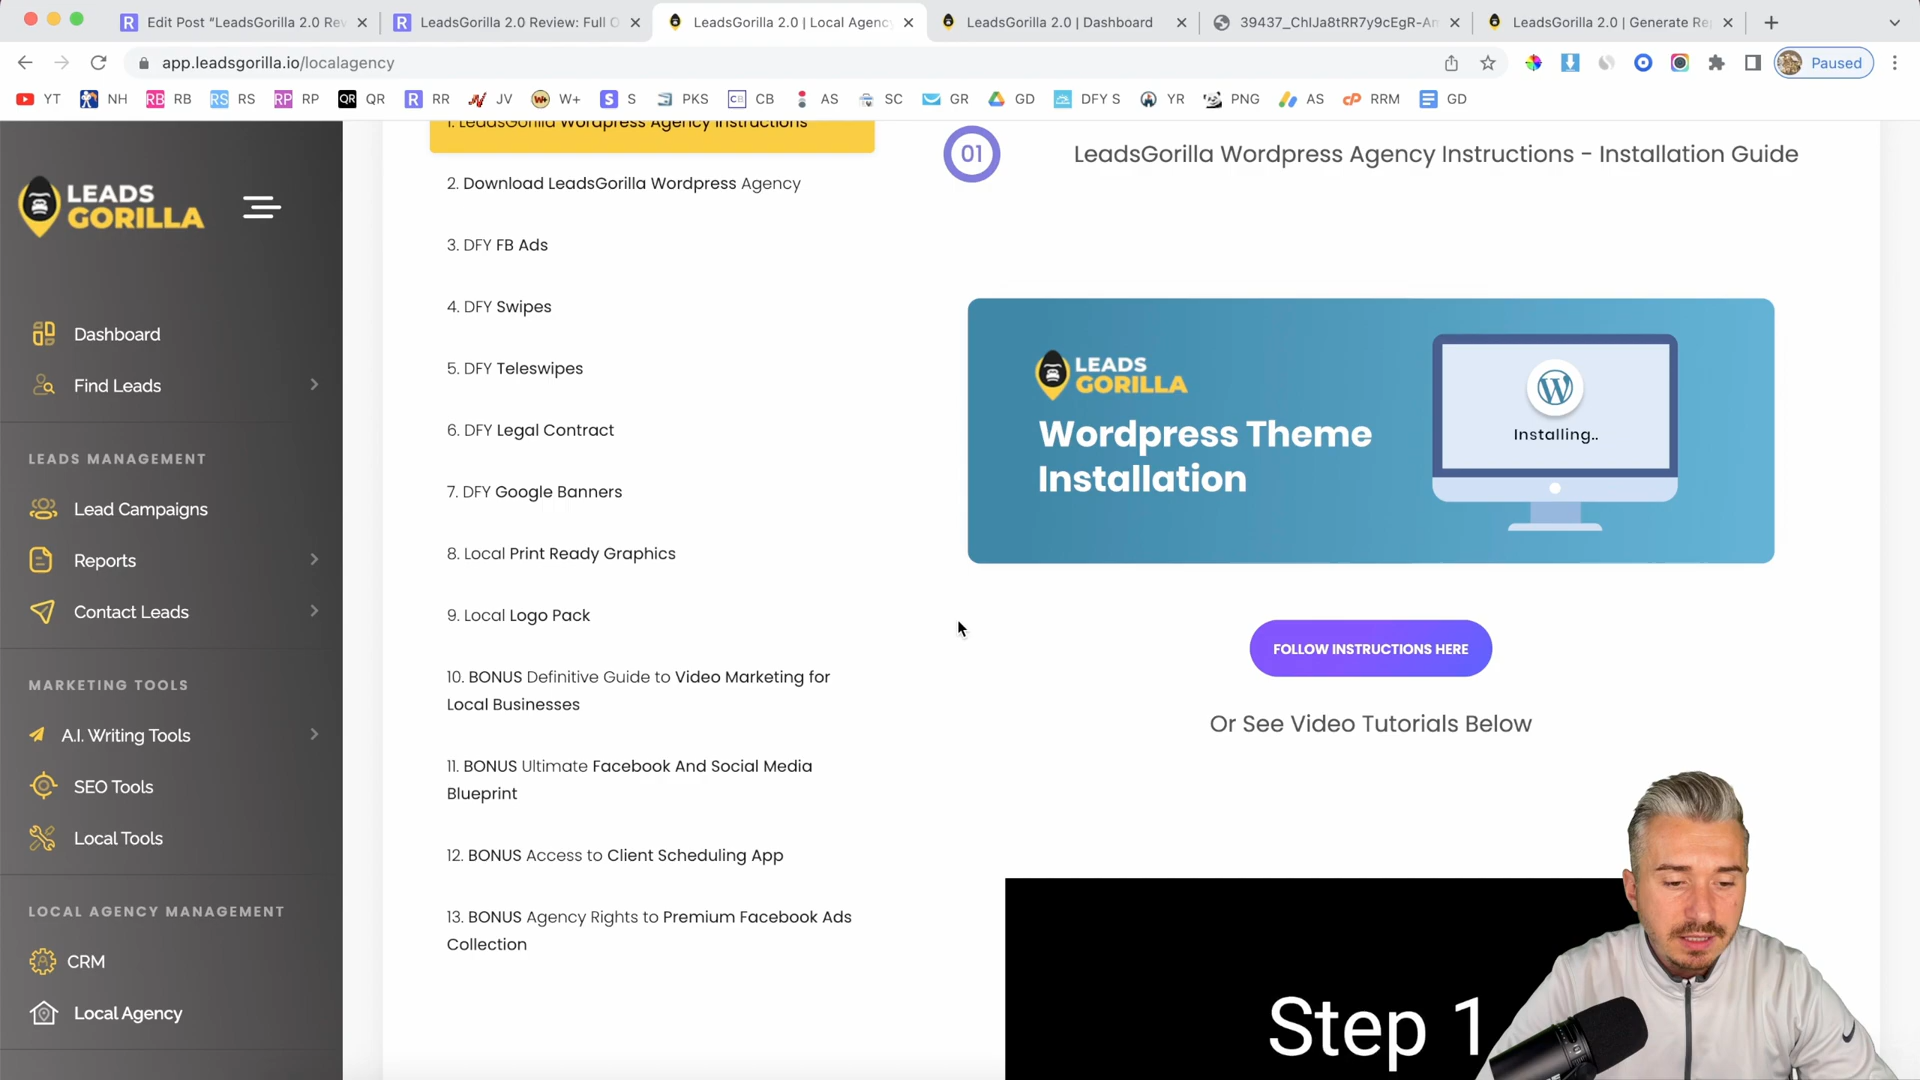 Edit Post “LeadsGorilla 2.0 Rev
LeadsGorilla 2.0 Review: Full O
LeadsGorilla 2.0 | Local Agency
LeadsGorilla 2.0 | Dashboard
39437_ChIJa8tRR7y9cEgR-Am
LeadsGorilla 2.0 | Generate Re
app.leadsgorilla.io/localagency
Paused
YT NH RB RS RP QR RR JV W+ S PKS CB AS SC GR GD DFY S YR PNG AS RRM GD
LEADS
GORILLA
Dashboard
Find Leads
LEADS MANAGEMENT
Lead Campaigns
Reports
Contact Leads
MARKETING TOOLS
A.I. Writing Tools
SEO Tools
Local Tools
LOCAL AGENCY MANAGEMENT
CRM
Local Agency
1. LeadsGorilla Wordpress Agency Instructions
2. Download LeadsGorilla Wordpress Agency
3. DFY FB Ads
4. DFY Swipes
5. DFY Teleswipes
6. DFY Legal Contract
7. DFY Google Banners
8. Local Print Ready Graphics
9. Local Logo Pack
10. BONUS Definitive Guide to Video Marketing for
Local Businesses
11. BONUS Ultimate Facebook And Social Media
Blueprint
12. BONUS Access to Client Scheduling App
13. BONUS Agency Rights to Premium Facebook Ads
Collection
01 LeadsGorilla Wordpress Agency Instructions - Installation Guide
LEADS
GORILLA
Wordpress Theme
Installation
Installing..
FOLLOW INSTRUCTIONS HERE
Or See Video Tutorials Below
Step 1